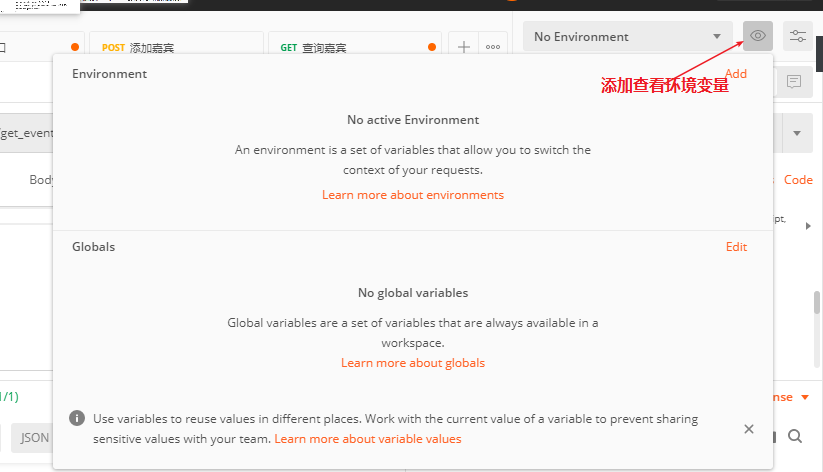 POST 添加嘉宾
GET 查询嘉宾
No Environment
Environment
Add
添加查看环境变量
No active Environment
An environment is a set of variables that allow you to switch the
context of your requests.
Learn more about environments
get_event
Body
Code
Globals
Edit
No global variables
Global variables are a set of variables that are always available in a
workspace.
Learn more about globals
/1)
nse
Use variables to reuse values in different places. Work with the current value of a variable to prevent sharing
sensitive values with your team. Learn more about variable values
JSON